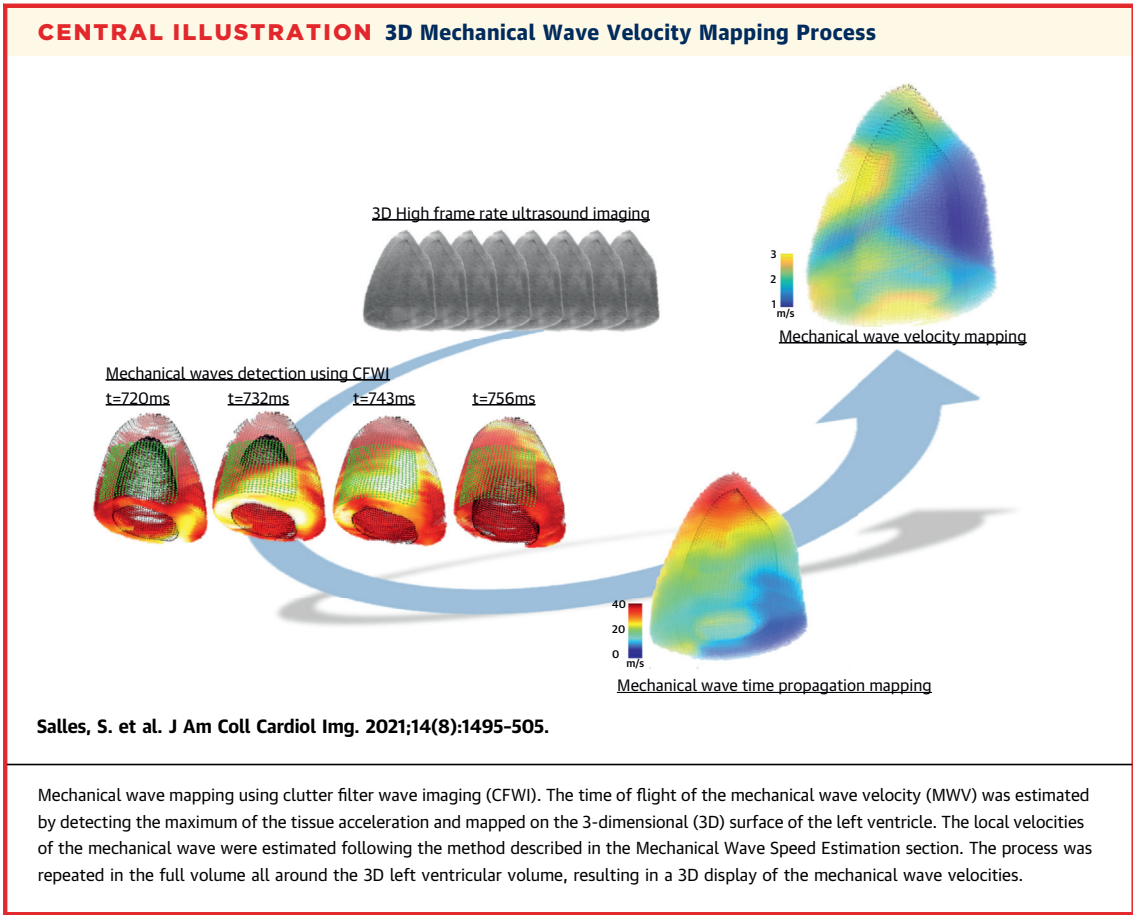 CENTRAL ILLUSTRATION 3D Mechanical Wave Velocity Mapping Process
3D High frame rate ultrasound imaging
3
2
1
m/s
Mechanical wave velocity mapping
Mechanical waves detection using CFWI
t=720ms t=732ms t=743ms t=756ms
40
20
0
m/s
Mechanical wave time propagation mapping
Salles, S. et al. J Am Coll Cardiol Img. 2021;14(8):1495–505.
Mechanical wave mapping using clutter filter wave imaging (CFWI). The time of flight of the mechanical wave velocity (MWV) was estimated
by detecting the maximum of the tissue acceleration and mapped on the 3-dimensional (3D) surface of the left ventricle. The local velocities
of the mechanical wave were estimated following the method described in the Mechanical Wave Speed Estimation section. The process was
repeated in the full volume all around the 3D left ventricular volume, resulting in a 3D display of the mechanical wave velocities.